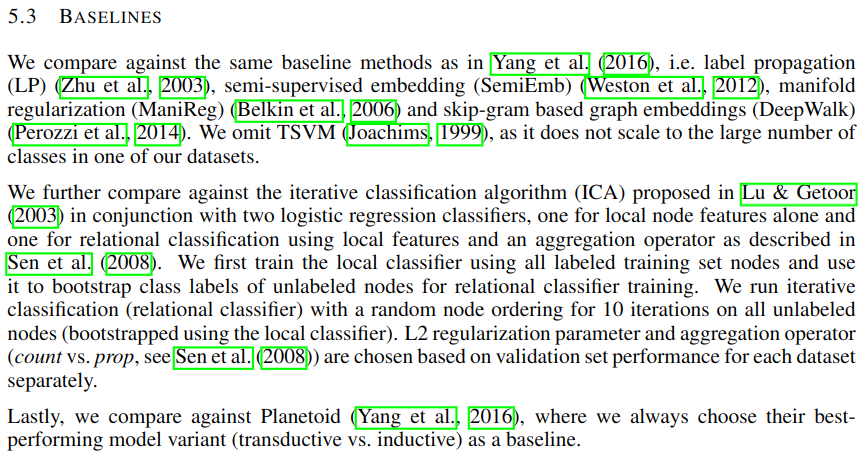 5.3 BASELINES
We compare against the same baseline methods as in Yang et al. (2016), i.e. label propagation
(LP) (Zhu et al., 2003), semi-supervised embedding (SemiEmb) (Weston et al., 2012), manifold
regularization (ManiReg) (Belkin et al., 2006) and skip-gram based graph embeddings (DeepWalk)
(Perozzi et al., 2014). We omit TSVM (Joachims, 1999), as it does not scale to the large number of
classes in one of our datasets.
We further compare against the iterative classification algorithm (ICA) proposed in Lu & Getoor
(2003) in conjunction with two logistic regression classifiers, one for local node features alone and
one for relational classification using local features and an aggregation operator as described in
Sen et al. (2008). We first train the local classifier using all labeled training set nodes and use
it to bootstrap class labels of unlabeled nodes for relational classifier training. We run iterative
classification (relational classifier) with a random node ordering for 10 iterations on all unlabeled
nodes (bootstrapped using the local classifier). L2 regularization parameter and aggregation operator
(count vs. prop, see Sen et al. (2008)) are chosen based on validation set performance for each dataset
separately.
Lastly, we compare against Planetoid (Yang et al., 2016), where we always choose their best-
performing model variant (transductive vs. inductive) as a baseline.